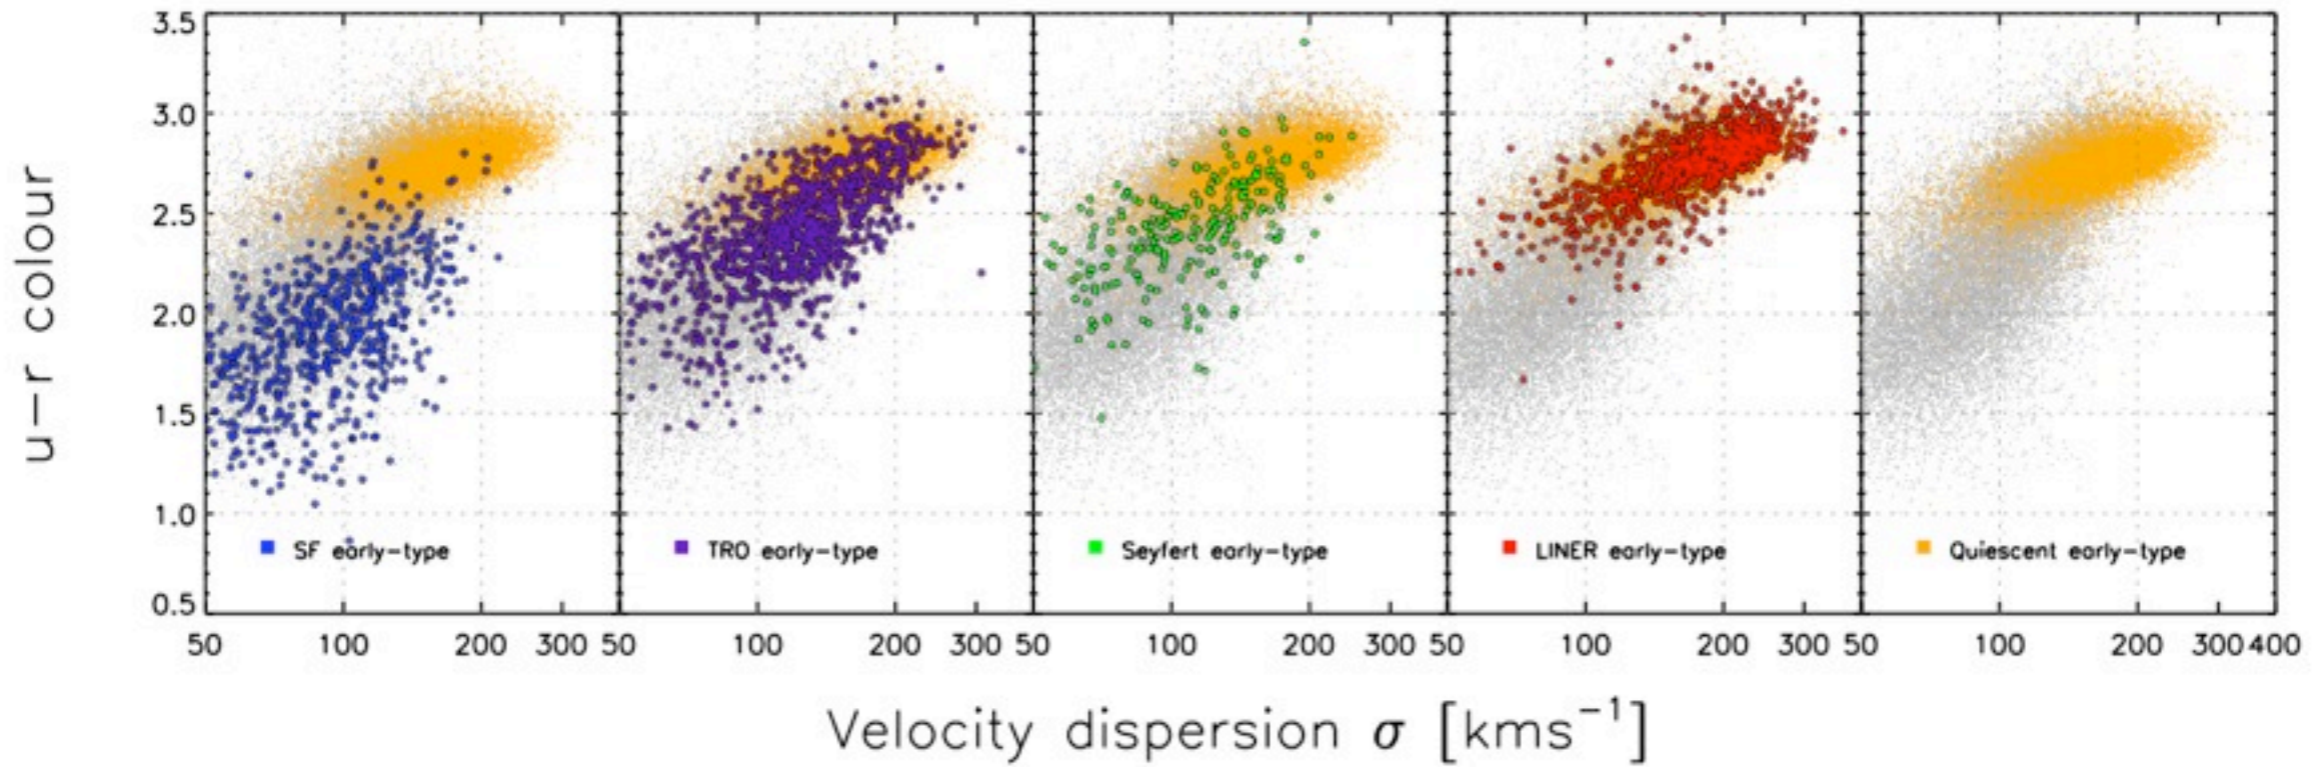 3.5
3.0
2.5
2.0
1.5
1.0
0.5
u-r colour
SF early-type
TRO early-type
Seyfert early-type
LINER early-type
Quiescent early-type
50 100 200 300 50 100 200 300 50 100 200 300 50 100 200 300 50 100 200 300 400
Velocity dispersion σ [kms⁻¹]